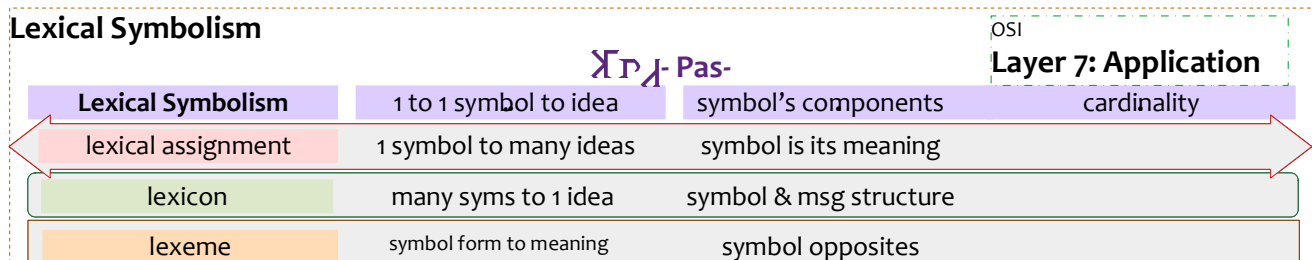 Lexical Symbolism
OSI
Layer 7: Application
- Pas-
Lexical Symbolism 1 to 1 symbol to idea symbol's components cardinality
lexical assignment 1 symbol to many ideas symbol is its meaning
lexicon many syms to 1 idea symbol & msg structure
lexeme symbol form to meaning symbol opposites